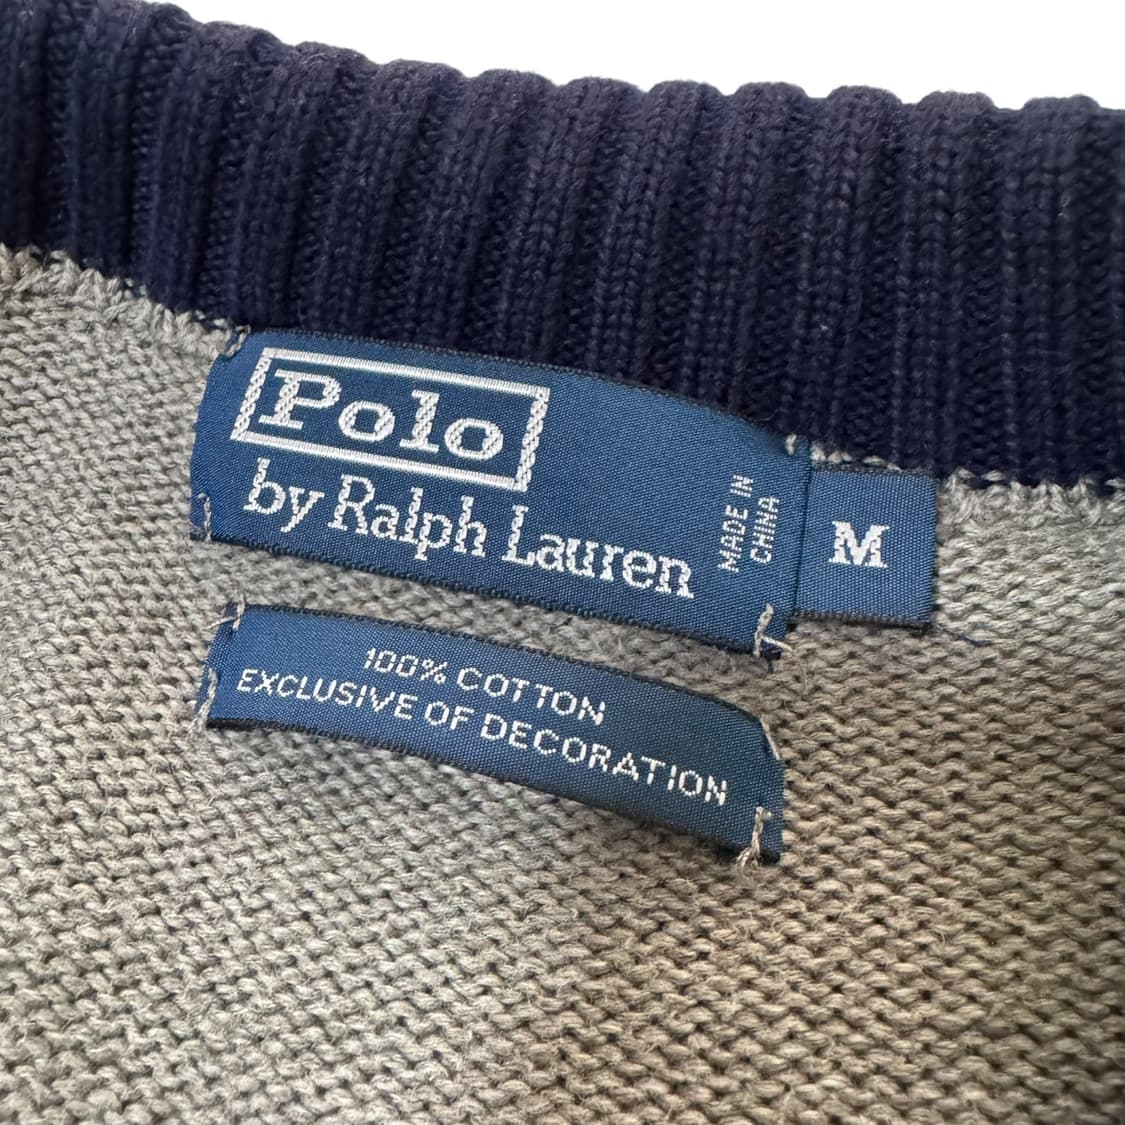 Polo
by Ralph Lauren
MADE IN
CHINA
M
100% COTTON
EXCLUSIVE OF DECORATION